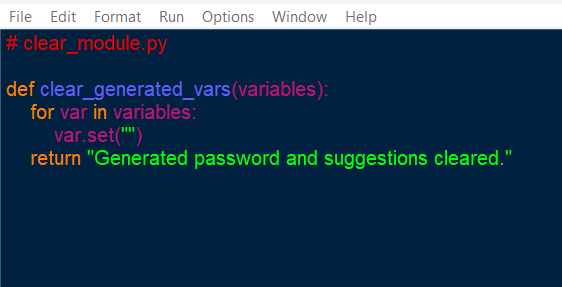 File Edit Format Run Options Window Help
# clear_module.py
def clear_generated_vars(variables):
    for var in variables:
        var.set("")
    return "Generated password and suggestions cleared."